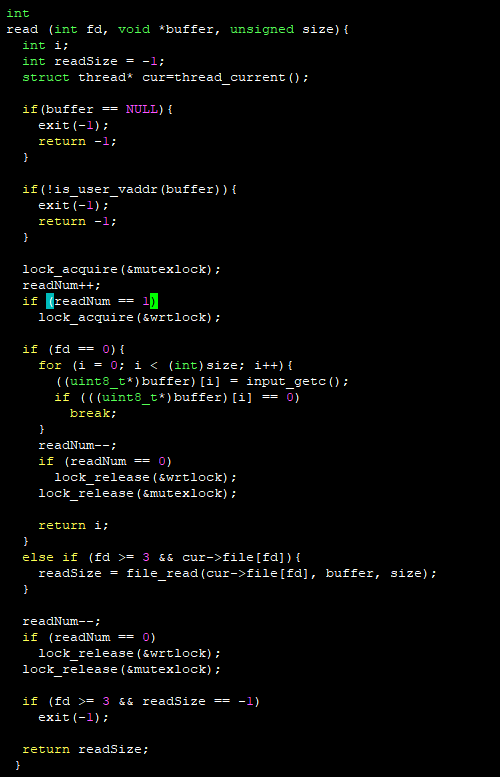 int
read (int fd, void *buffer, unsigned size){
  int i;
  int readSize = -1;
  struct thread* cur=thread_current();

  if(buffer == NULL){
    exit(-1);
    return -1;
  }

  if(!is_user_vaddr(buffer)){
    exit(-1);
    return -1;
  }

  lock_acquire(&mutexlock);
  readNum++;
  if (readNum == 1)
    lock_acquire(&wrtlock);

  if (fd == 0){
    for (i = 0; i < (int)size; i++){
      ((uint8_t*)buffer)[i] = input_getc();
      if (((uint8_t*)buffer)[i] == 0)
        break;
    }
    readNum--;
    if (readNum == 0)
      lock_release(&wrtlock);
    lock_release(&mutexlock);

    return i;
  }
  else if (fd >= 3 && cur->file[fd]){
    readSize = file_read(cur->file[fd], buffer, size);
  }

  readNum--;
  if (readNum == 0)
    lock_release(&wrtlock);
  lock_release(&mutexlock);

  if (fd >= 3 && readSize == -1)
    exit(-1);

  return readSize;
 }